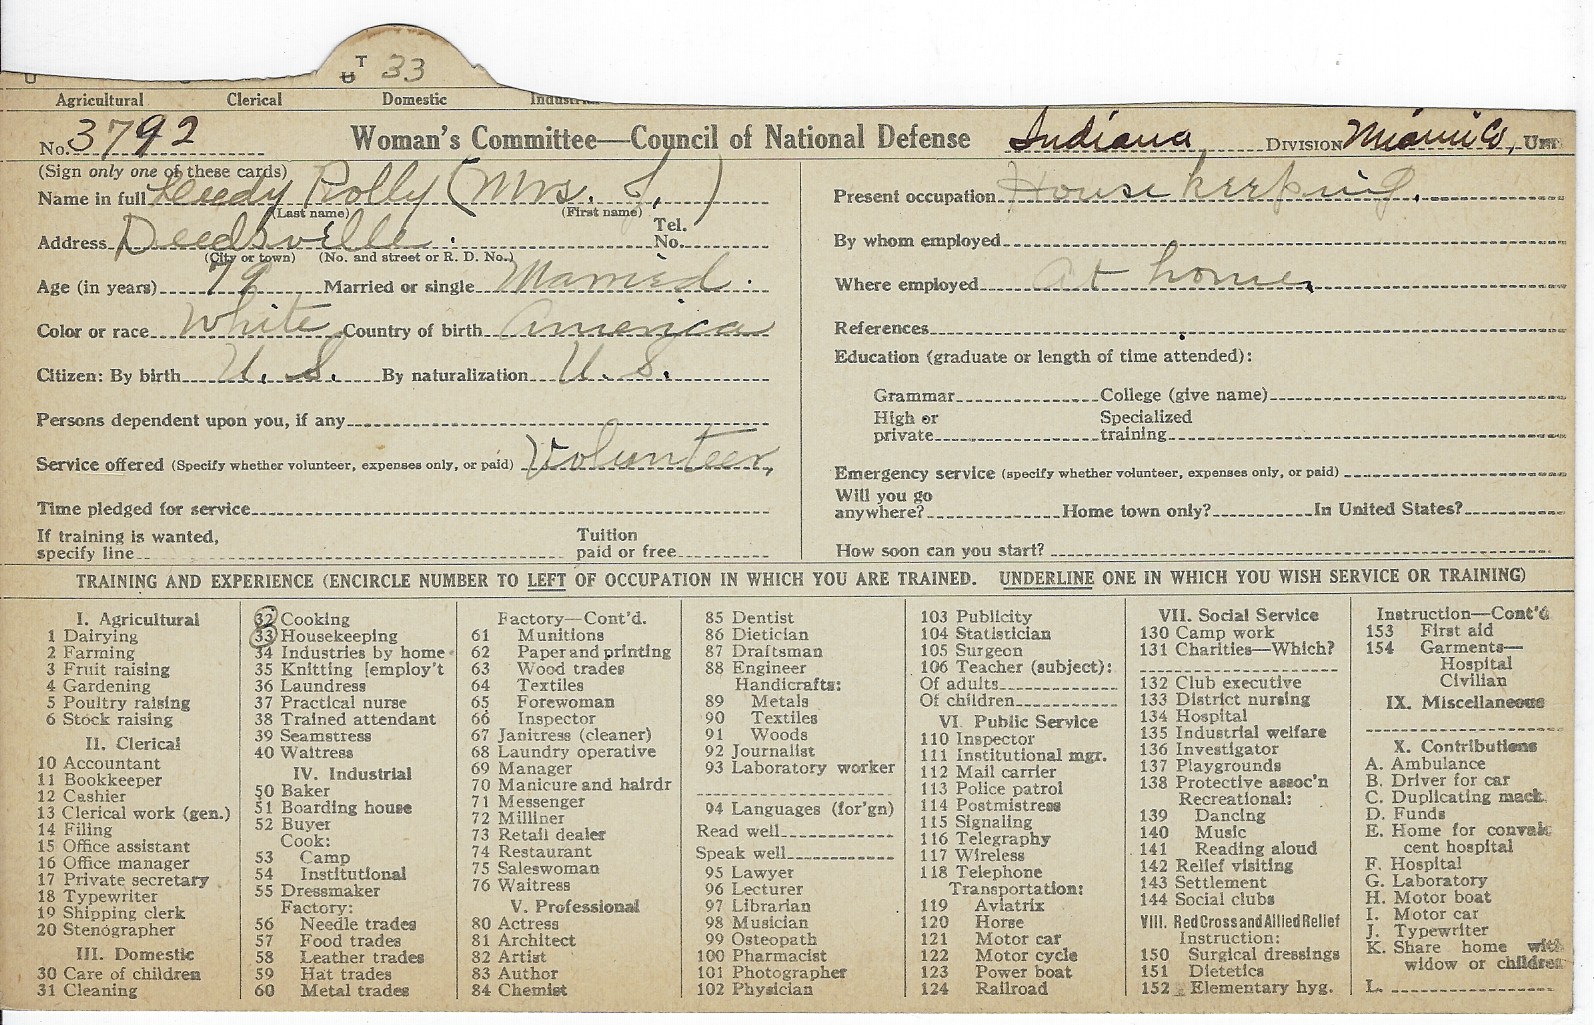 T
U 33
Agricultural Clerical Domestic Industrial
No. 3792 Woman's Committee—Council of National Defense Indiana DIVISION Miami Co, UNIT
(Sign only one of these cards)
Name in full Leedy Polly (Mrs. J.)
(Last name) (First name)
Address Deedsville. Tel. No.
(City or town) (No. and street or R. D. No.)
Age (in years) 79 Married or single Married.
Color or race White Country of birth America
Citizen: By birth U. S. By naturalization U. S.
Persons dependent upon you, if any
Service offered (Specify whether volunteer, expenses only, or paid) Volunteer,
Time pledged for service
If training is wanted, specify line Tuition paid or free
Present occupation House keeping.
By whom employed
Where employed at home,
References
Education (graduate or length of time attended):
Grammar College (give name)
High or private Specialized training
Emergency service (specify whether volunteer, expenses only, or paid)
Will you go anywhere? Home town only? In United States?
How soon can you start?
TRAINING AND EXPERIENCE (ENCIRCLE NUMBER TO LEFT OF OCCUPATION IN WHICH YOU ARE TRAINED. UNDERLINE ONE IN WHICH YOU WISH SERVICE OR TRAINING)
I. Agricultural
1 Dairying
2 Farming
3 Fruit raising
4 Gardening
5 Poultry raising
6 Stock raising
II. Clerical
10 Accountant
11 Bookkeeper
12 Cashier
13 Clerical work (gen.)
14 Filing
15 Office assistant
16 Office manager
17 Private secretary
18 Typewriter
19 Shipping clerk
20 Stenographer
III. Domestic
30 Care of children
31 Cleaning
32 Cooking
33 Housekeeping
34 Industries by home
35 Knitting [employ't
36 Laundress
37 Practical nurse
38 Trained attendant
39 Seamstress
40 Waitress
IV. Industrial
50 Baker
51 Boarding house
52 Buyer
Cook:
53 Camp
54 Institutional
55 Dressmaker
Factory:
56 Needle trades
57 Food trades
58 Leather trades
59 Hat trades
60 Metal trades
Factory—Cont'd.
61 Munitions
62 Paper and printing
63 Wood trades
64 Textiles
65 Forewoman
66 Inspector
67 Janitress (cleaner)
68 Laundry operative
69 Manager
70 Manicure and hairdr
71 Messenger
72 Milliner
73 Retail dealer
74 Restaurant
75 Saleswoman
76 Waitress
V. Professional
80 Actress
81 Architect
82 Artist
83 Author
84 Chemist
85 Dentist
86 Dietician
87 Draftsman
88 Engineer
Handicrafts:
89 Metals
90 Textiles
91 Woods
92 Journalist
93 Laboratory worker
94 Languages (for'gn)
Read well
Speak well
95 Lawyer
96 Lecturer
97 Librarian
98 Musician
99 Osteopath
100 Pharmacist
101 Photographer
102 Physician
103 Publicity
104 Statistician
105 Surgeon
106 Teacher (subject):
Of adults
Of children
VI. Public Service
110 Inspector
111 Institutional mgr.
112 Mail carrier
113 Police patrol
114 Postmistress
115 Signaling
116 Telegraphy
117 Wireless
118 Telephone
Transportation:
119 Aviatrix
120 Horse
121 Motor car
122 Motor cycle
123 Power boat
124 Railroad
VII. Social Service
130 Camp work
131 Charities—Which?
132 Club executive
133 District nursing
134 Hospital
135 Industrial welfare
136 Investigator
137 Playgrounds
138 Protective assoc'n
Recreational:
139 Dancing
140 Music
141 Reading aloud
142 Relief visiting
143 Settlement
144 Social clubs
VIII. Red Cross and Allied Relief
Instruction:
150 Surgical dressings
151 Dietetics
152 Elementary hyg.
Instruction—Cont'd
153 First aid
154 Garments—
Hospital
Civilian
IX. Miscellaneous
X. Contributions
A. Ambulance
B. Driver for car
C. Duplicating mach.
D. Funds
E. Home for convales
cent hospital
F. Hospital
G. Laboratory
H. Motor boat
I. Motor car
J. Typewriter
K. Share home with
widow or children
L.